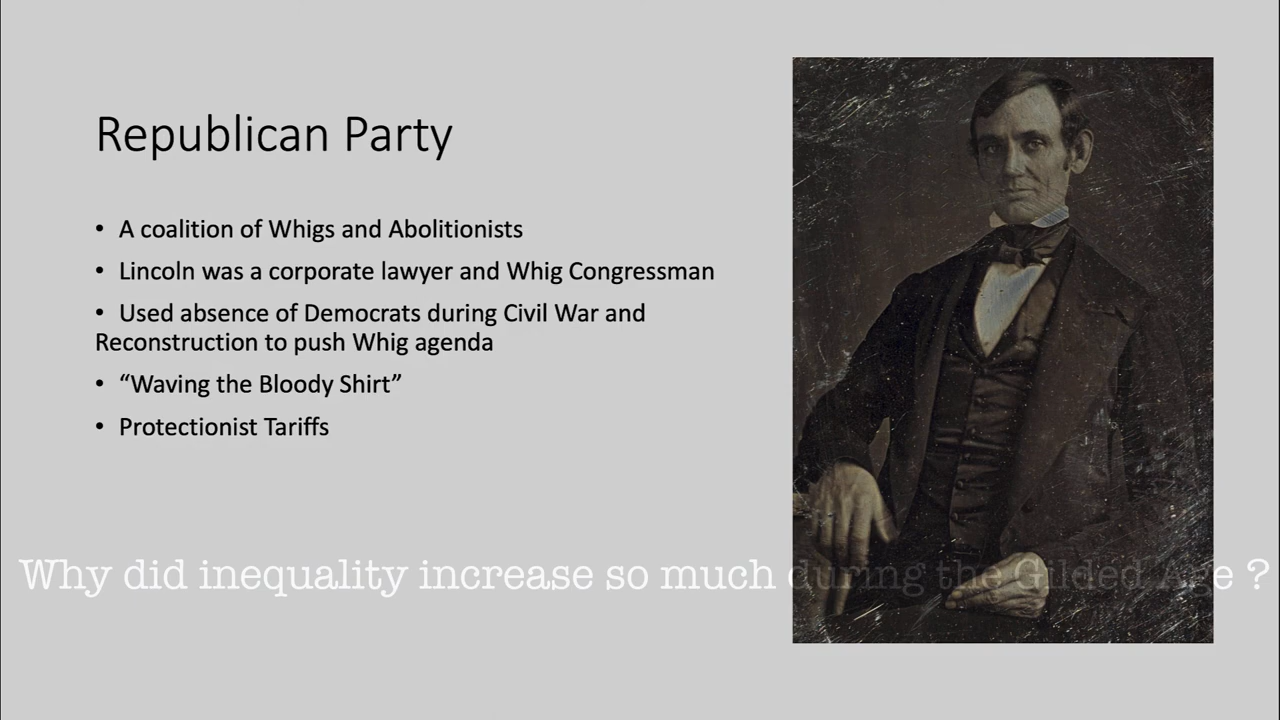 Republican Party
• A coalition of Whigs and Abolitionists
• Lincoln was a corporate lawyer and Whig Congressman
• Used absence of Democrats during Civil War and
Reconstruction to push Whig agenda
• “Waving the Bloody Shirt”
• Protectionist Tariffs
Why did inequality increase so much during the Gilded Age ?